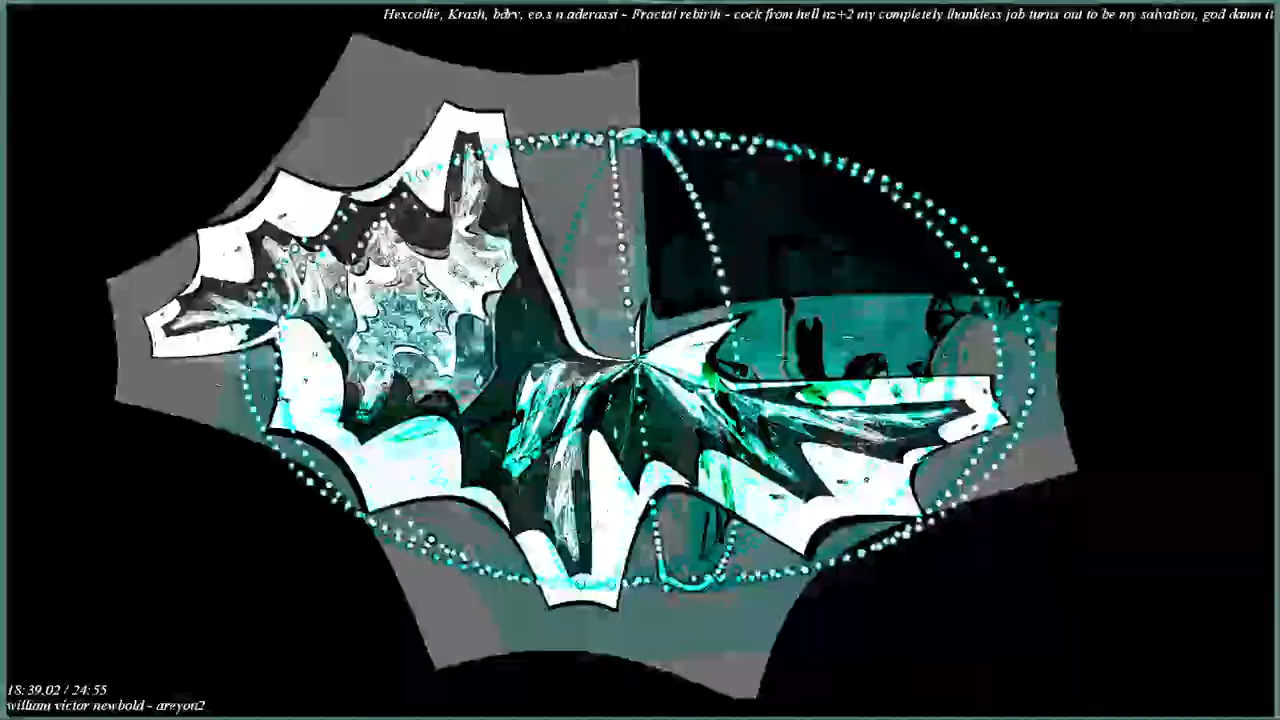 Hexcollie, Krash, bdrv, eo.s n aderassi - Fractal rebirth - cock from hell nz+2 my completely thankless job turns out to be my salvation, god damn it
18:39.02 / 24:55
william victor newbold - areyou2